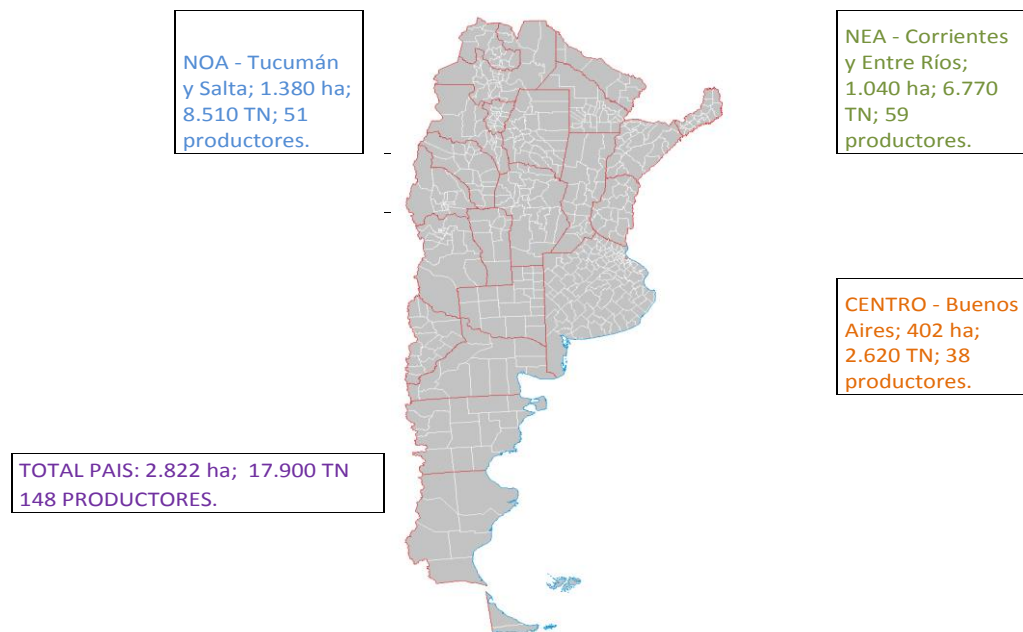 NOA - Tucumán
y Salta; 1.380 ha;
8.510 TN; 51
productores.
NEA - Corrientes
y Entre Ríos;
1.040 ha; 6.770
TN; 59
productores.
CENTRO - Buenos
Aires; 402 ha;
2.620 TN; 38
productores.
TOTAL PAIS: 2.822 ha; 17.900 TN
148 PRODUCTORES.